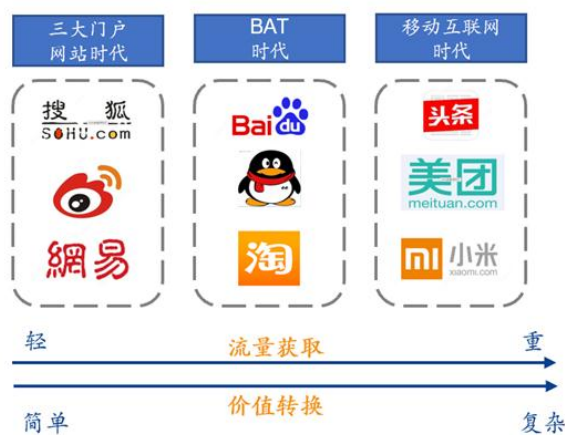 三大门户
网站时代
BAT
时代
移动互联网
时代
搜 狐
SOHU.com
網易
Baidu
淘
头条
美团
meituan.com
mi 小米
xiaomi.com
轻
流量获取
重
价值转换
简单
复杂